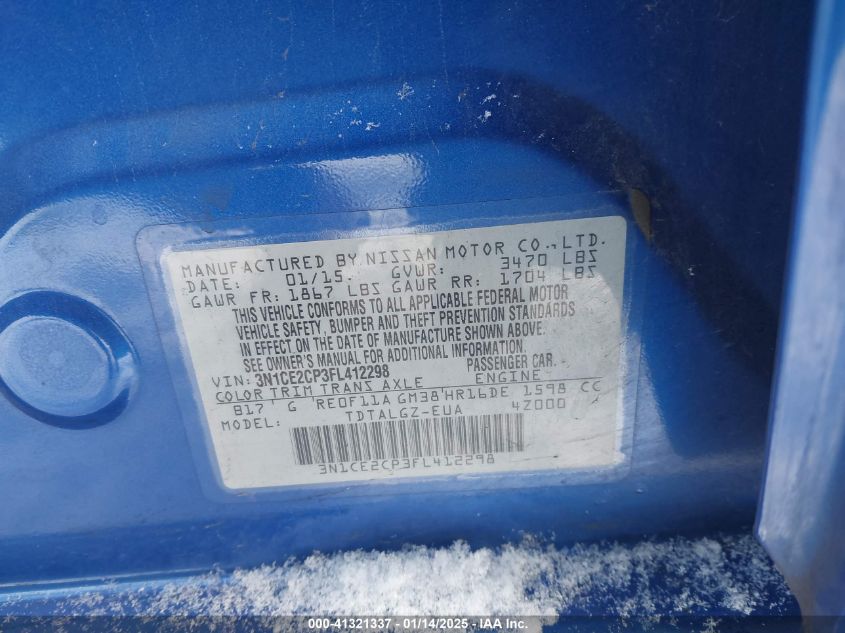 MANUFACTURED BY NISSAN MOTOR CO., LTD.
DATE: 01/15 GVWR: 3470 LBS
GAWR FR: 1867 LBS GAWR RR: 1704 LBS
THIS VEHICLE CONFORMS TO ALL APPLICABLE FEDERAL MOTOR
VEHICLE SAFETY, BUMPER AND THEFT PREVENTION STANDARDS
IN EFFECT ON THE DATE OF MANUFACTURE SHOWN ABOVE.
SEE OWNER'S MANUAL FOR ADDITIONAL INFORMATION
VIN: 3N1CE2CP3FL412298 PASSENGER CAR
COLOR TRIM TRANS AXLE ENGINE
B17 G RE0F11A GM38 HR16DE 1598 CC
MODEL: TDTALGZ-EUA 4Z000
3N1CE2CP3FL412298
000-41321337 - 01/14/2025 - IAAI.COM